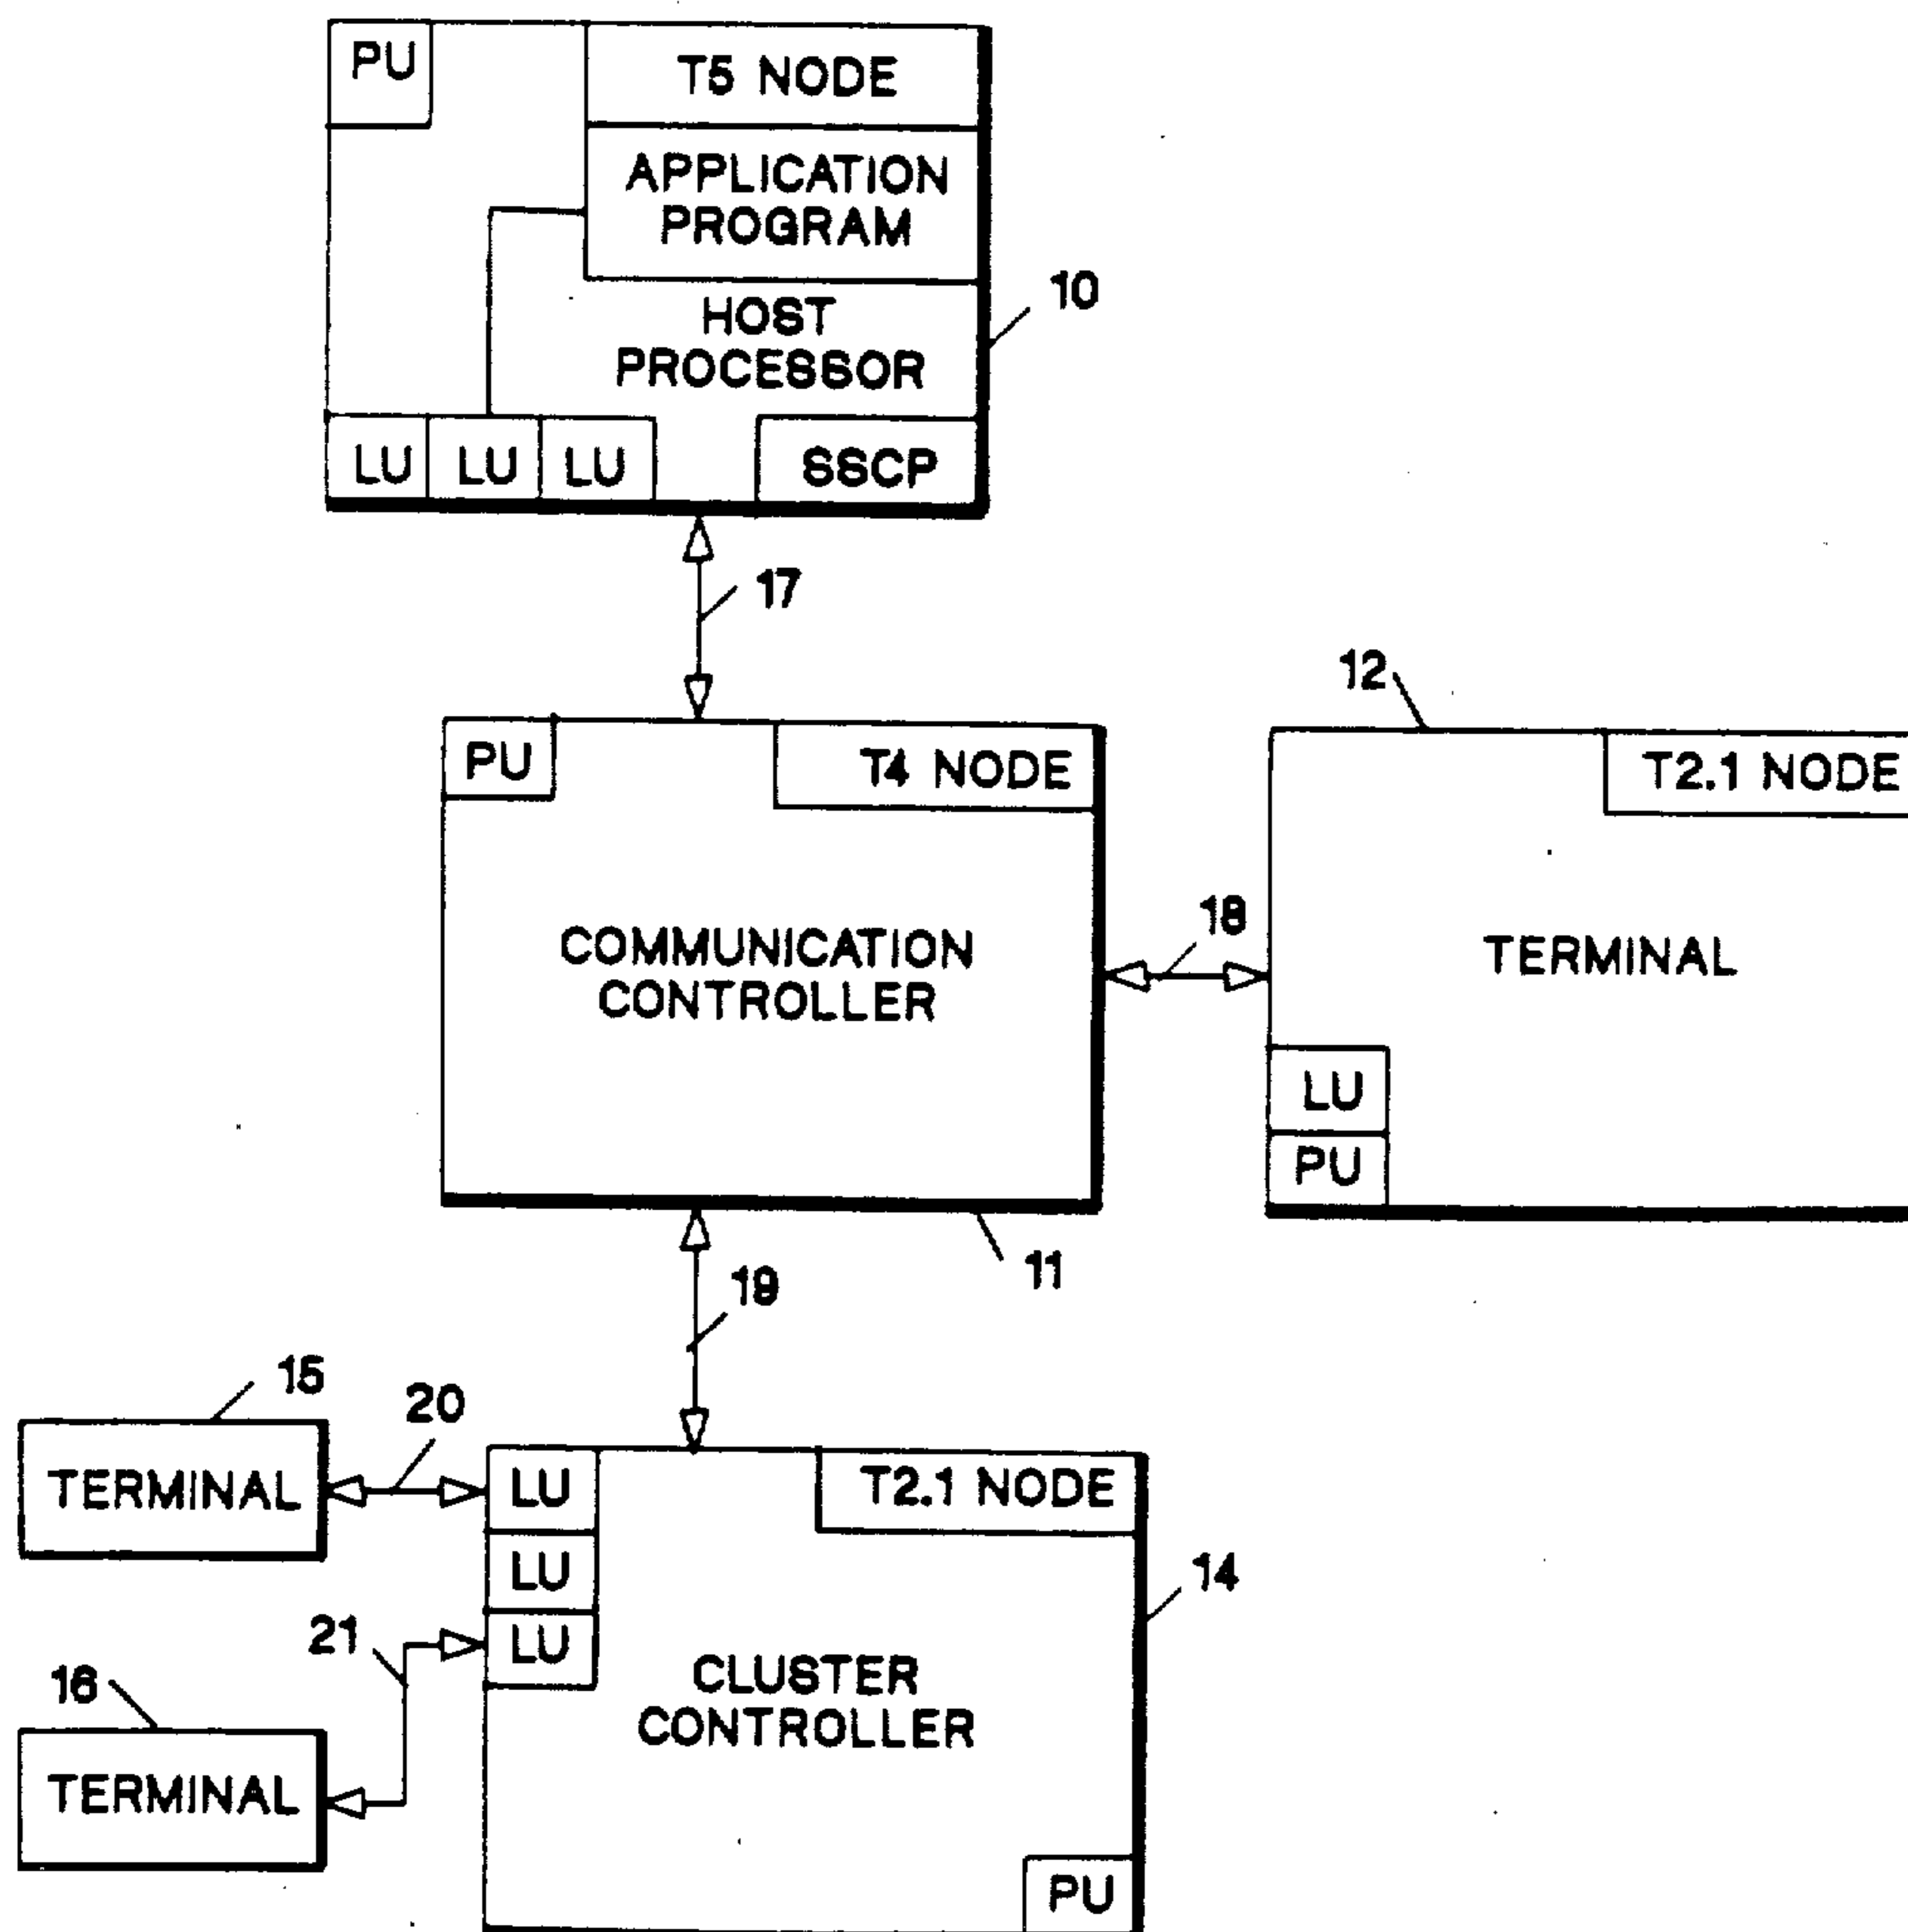 PU
T5 NODE
APPLICATION
PROGRAM
HOST
PROCESSOR
10
LU
LU
LU
SSCP
17
12
PU
T4 NODE
T2.1 NODE
COMMUNICATION
CONTROLLER
18
TERMINAL
LU
PU
11
19
15
20
TERMINAL
LU
T2.1 NODE
LU
14
21
LU
16
CLUSTER
CONTROLLER
TERMINAL
PU